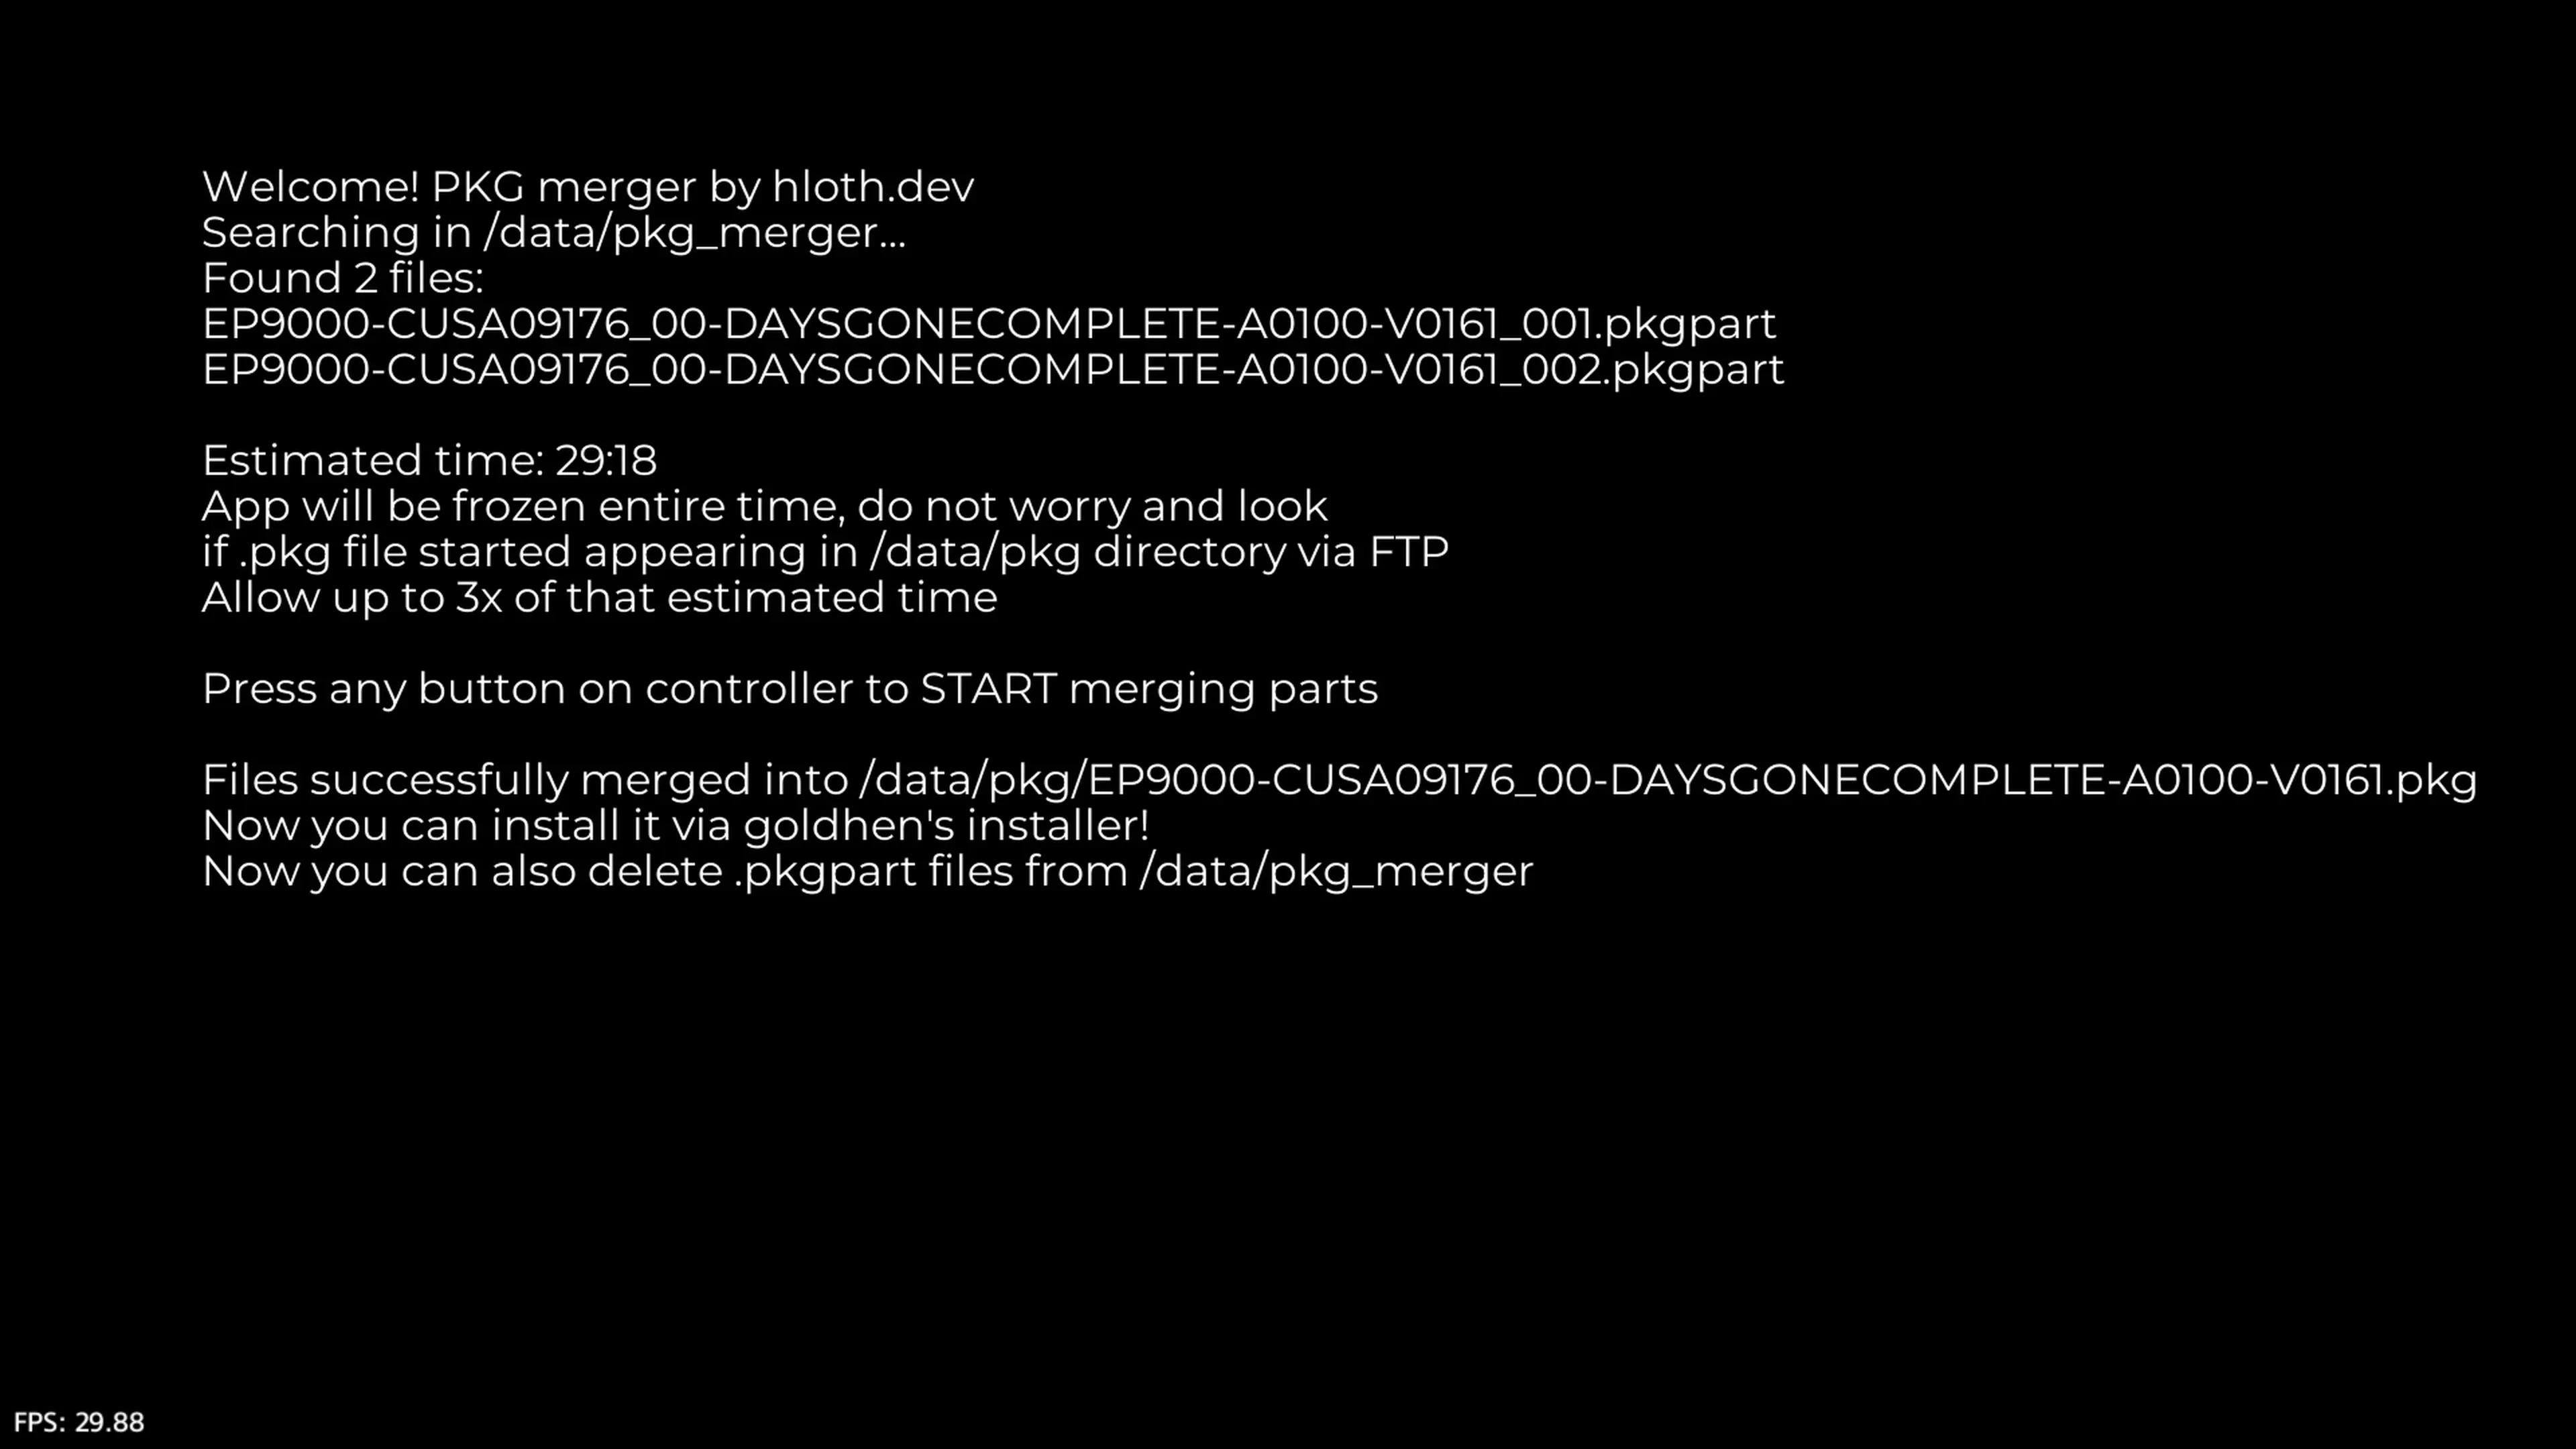 Welcome! PKG merger by hloth.dev
Searching in /data/pkg_merger...
Found 2 files:
EP9000-CUSA09176_00-DAYSGONECOMPLETE-A0100-V0161_001.pkgpart
EP9000-CUSA09176_00-DAYSGONECOMPLETE-A0100-V0161_002.pkgpart
Estimated time: 29:18
App will be frozen entire time, do not worry and look
if .pkg file started appearing in /data/pkg directory via FTP
Allow up to 3x of that estimated time
Press any button on controller to START merging parts
Files successfully merged into /data/pkg/EP9000-CUSA09176_00-DAYSGONECOMPLETE-A0100-V0161.pkg
Now you can install it via goldhen's installer!
Now you can also delete .pkgpart files from /data/pkg_merger
FPS: 29.88